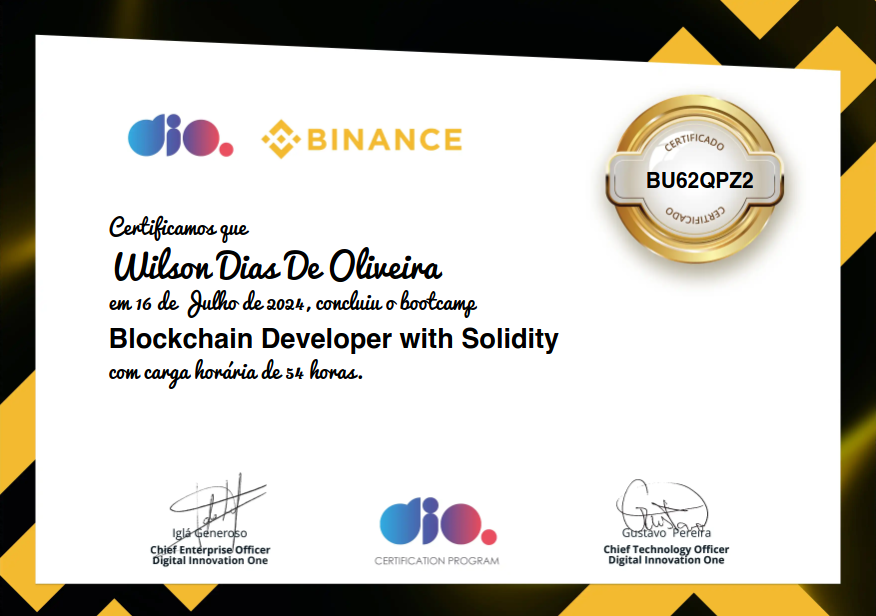 dio.
BINANCE
CERTIFICADO
BU62QPZ2
CERTIFICADO
Certificamos que
Wilson Dias De Oliveira
em 16 de Julho de 2024, concluiu o bootcamp
Blockchain Developer with Solidity
com carga horária de 54 horas.
Iglá Generoso
Chief Enterprise Officer
Digital Innovation One
dio.
CERTIFICATION PROGRAM
Gustavo Pereira
Chief Technology Officer
Digital Innovation One